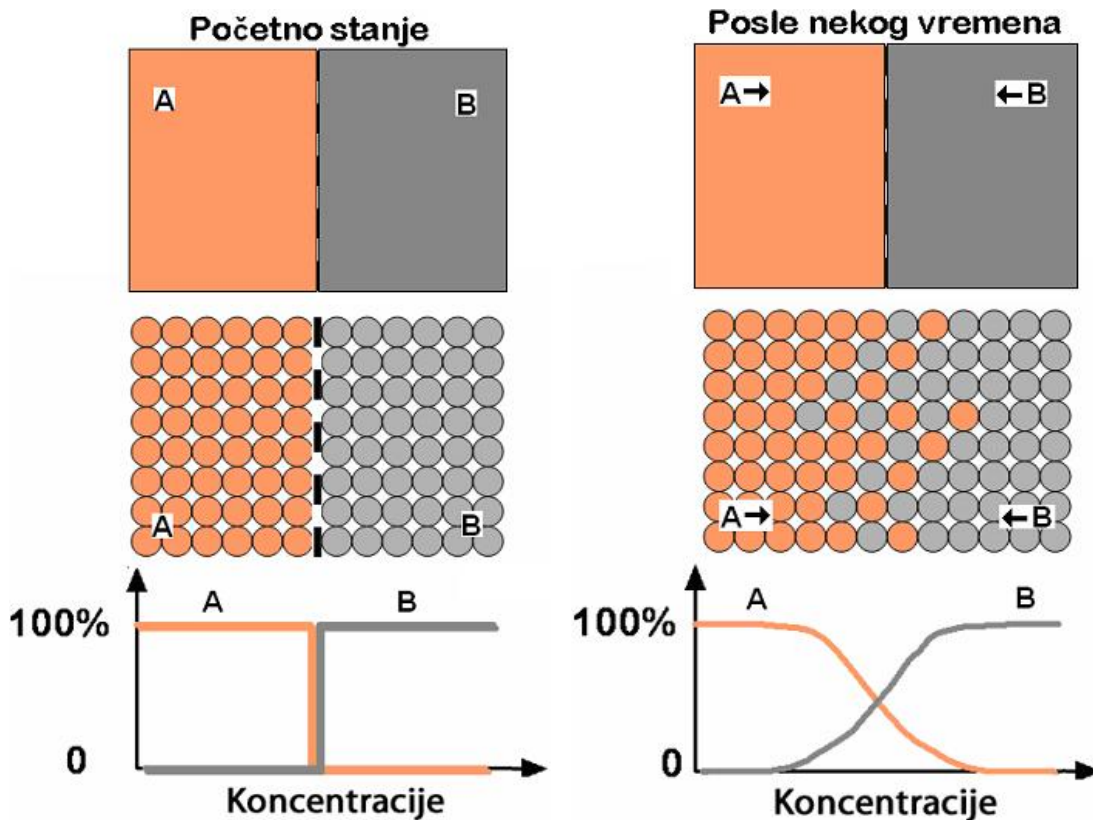 Početno stanje
A
B
A
B
100%
A
B
0
Koncentracije
Posle nekog vremena
A→
←B
A→
←B
100%
A
B
0
Koncentracije